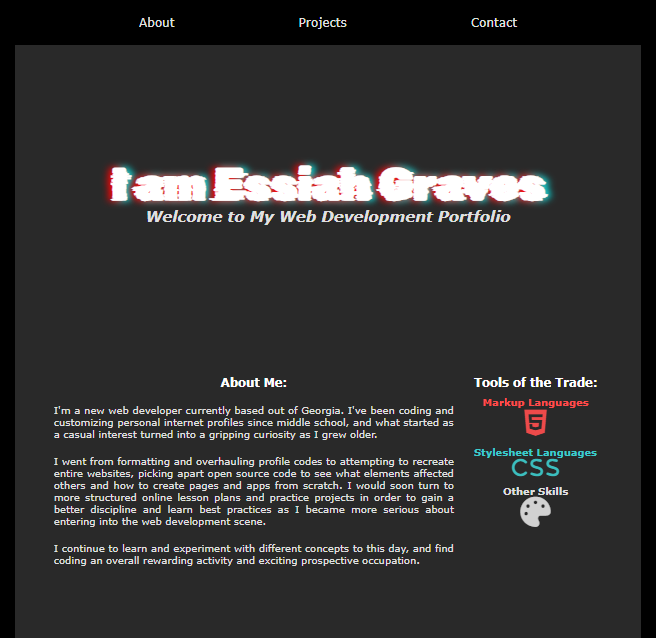 About Projects Contact
I am Essiah Graves
Welcome to My Web Development Portfolio
About Me:
I'm a new web developer currently based out of Georgia. I've been coding and
customizing personal internet profiles since middle school, and what started as
a casual interest turned into a gripping curiosity as I grew older.
I went from formatting and overhauling profile codes to attempting to recreate
entire websites, picking apart open source code to see what elements affected
others and how to create pages and apps from scratch. I would soon turn to
more structured online lesson plans and practice projects in order to gain a
better discipline and learn best practices as I became more serious about
entering into the web development scene.
I continue to learn and experiment with different concepts to this day, and find
coding an overall rewarding activity and exciting prospective occupation.
Tools of the Trade:
Markup Languages
5
Stylesheet Languages
CSS
Other Skills